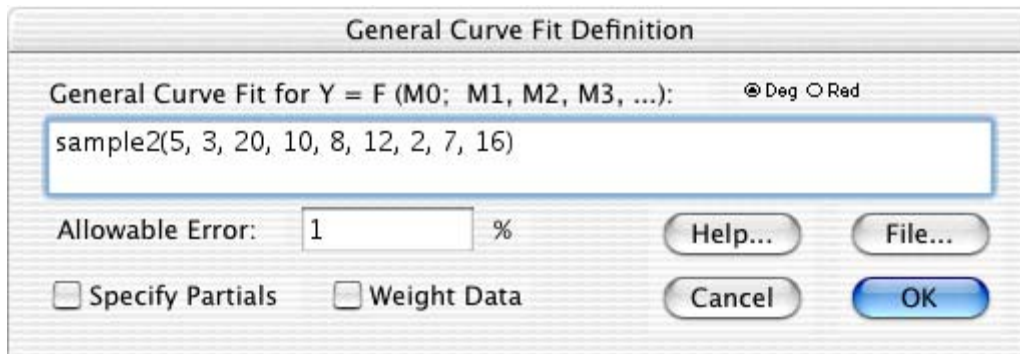 General Curve Fit Definition
General Curve Fit for Y = F (M0; M1, M2, M3, ...): Deg Rad
sample2(5, 3, 20, 10, 8, 12, 2, 7, 16)
Allowable Error: 1 % Help... File...
Specify Partials Weight Data Cancel OK